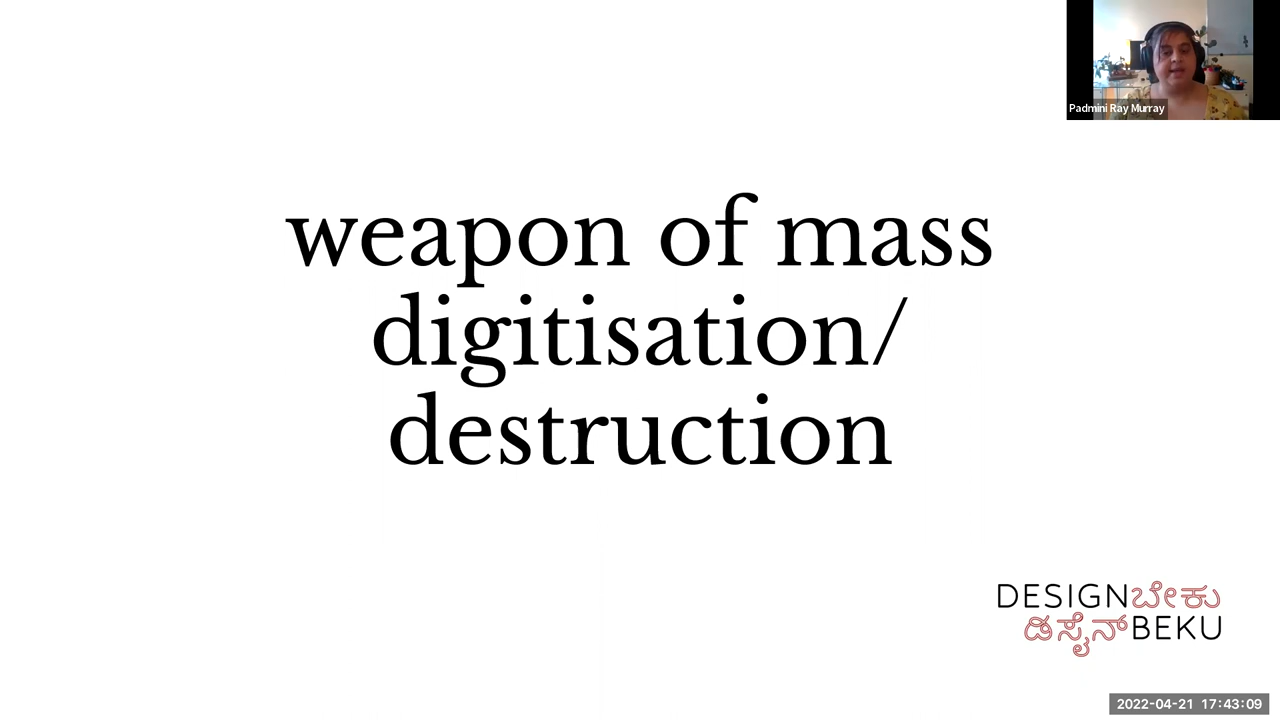 Padmini Ray Murray
weapon of mass
digitisation/
destruction
DESIGNಬೇಕು
ಡಿಸೈನ್BEKU
2022-04-21 17:43:09